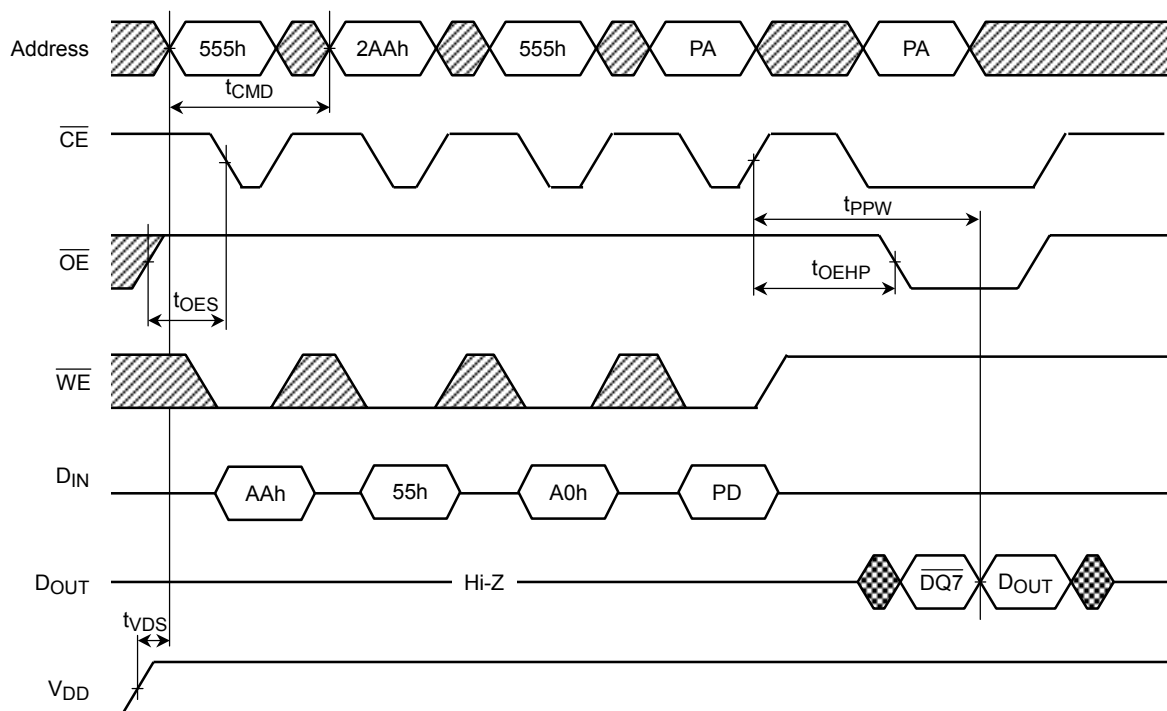 Address 555h 2AAh 555h PA PA
tCMD
CE
tPPW
OE
tOEHP
tOES
WE
DIN AAh 55h A0h PD
DOUT Hi-Z DQ7 DOUT
tVDS
VDD